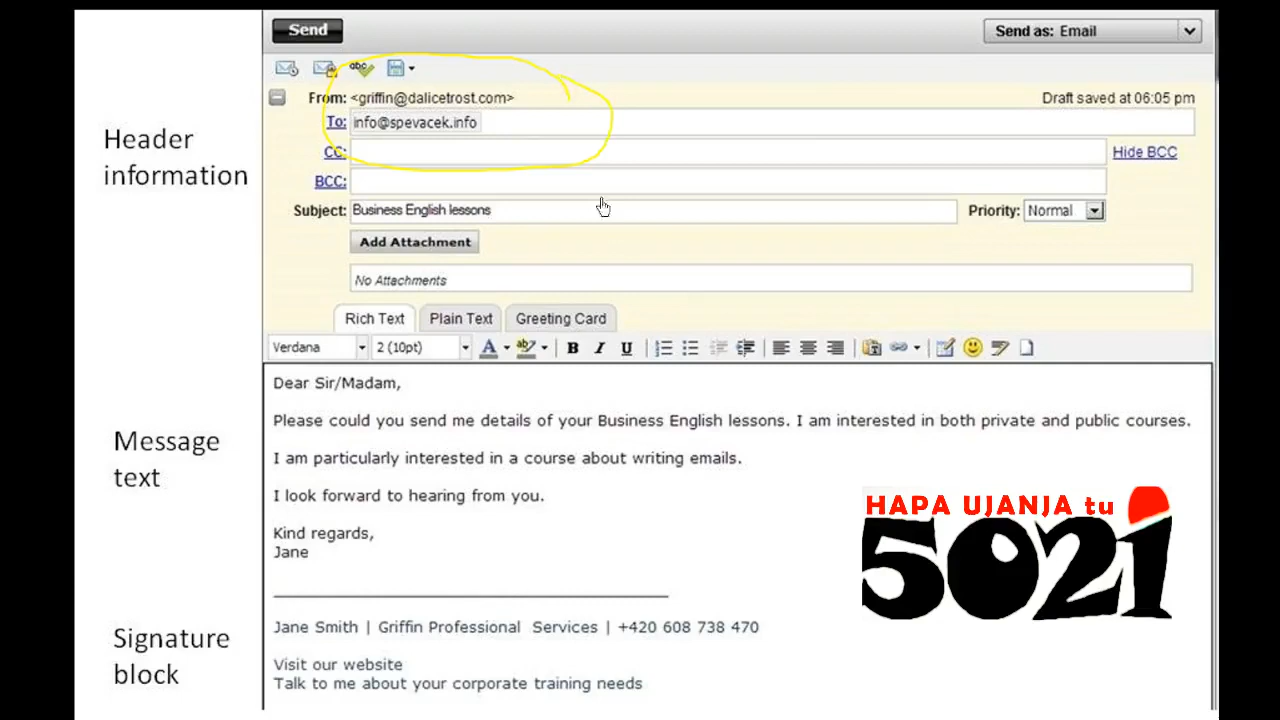 Send
Send as: Email
abc
From: <griffin@dalicetrost.com>
Draft saved at 06:05 pm
Header information
To: info@spevacek.info
CC:
Hide BCC
BCC:
Subject: Business English lessons
Priority: Normal
Add Attachment
No Attachments
Rich Text Plain Text Greeting Card
Verdana 2 (10pt) A ab B I U
Message text
Dear Sir/Madam,
Please could you send me details of your Business English lessons. I am interested in both private and public courses.
I am particularly interested in a course about writing emails.
I look forward to hearing from you.
Kind regards,
Jane
HAPA UJANJA tu
5021
Signature block
Jane Smith | Griffin Professional Services | +420 608 738 470
Visit our website
Talk to me about your corporate training needs